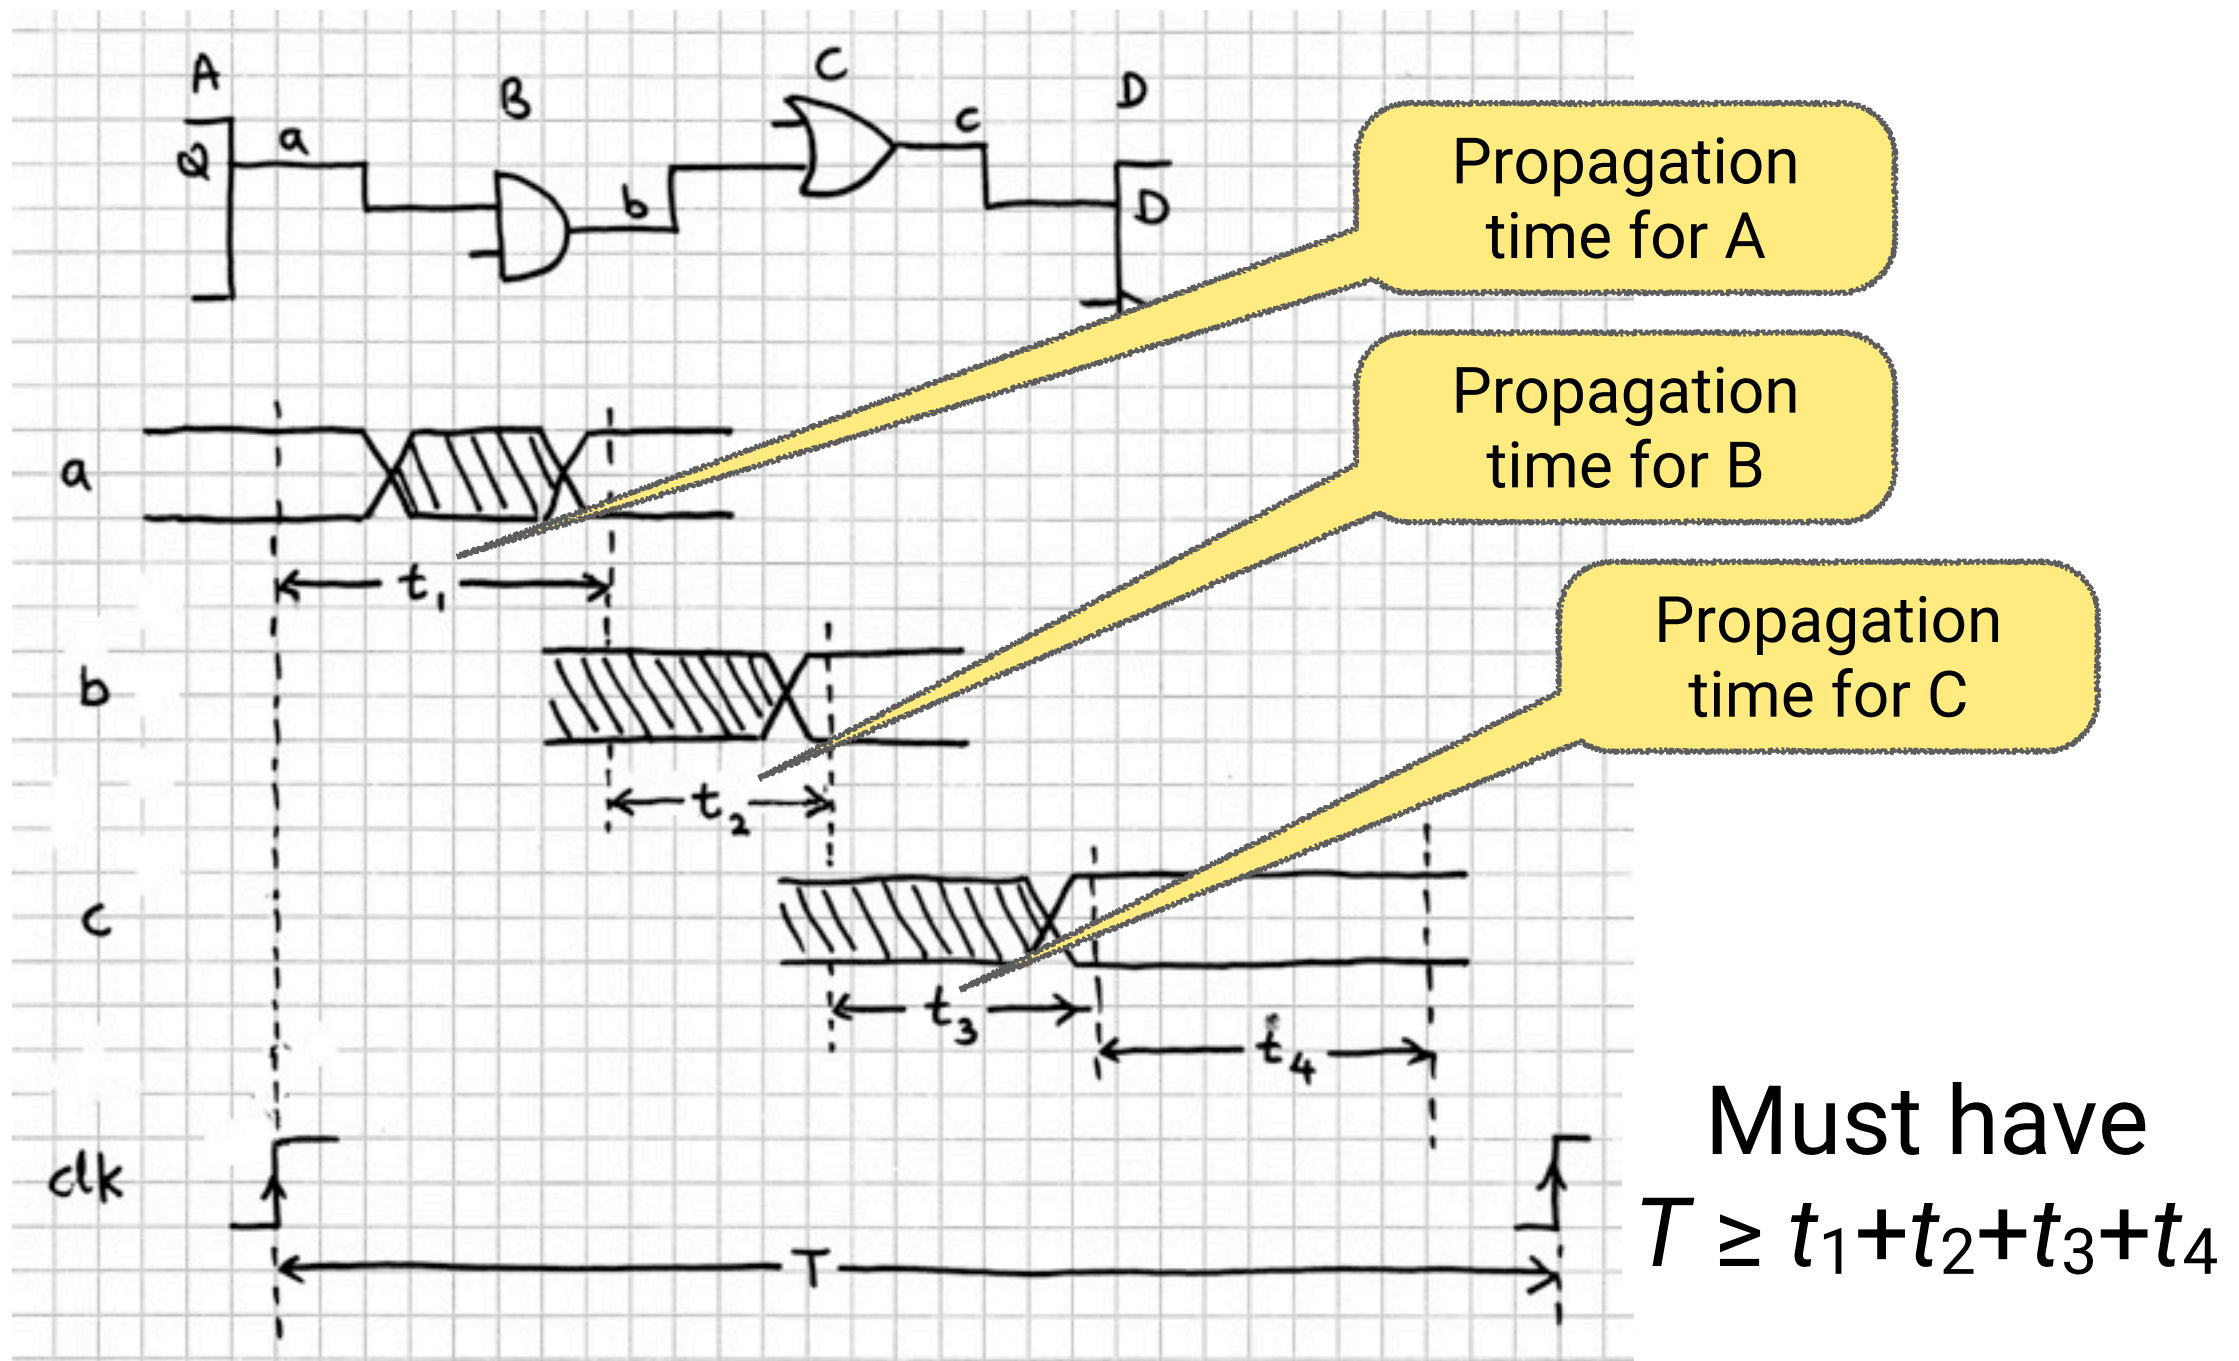 A
B
C
D
Q
a
b
c
D
Propagation
time for A
Propagation
time for B
Propagation
time for C
a
t₁
b
t₂
c
t₃
t₄
clk
T
Must have
T ≥ t₁+t₂+t₃+t₄